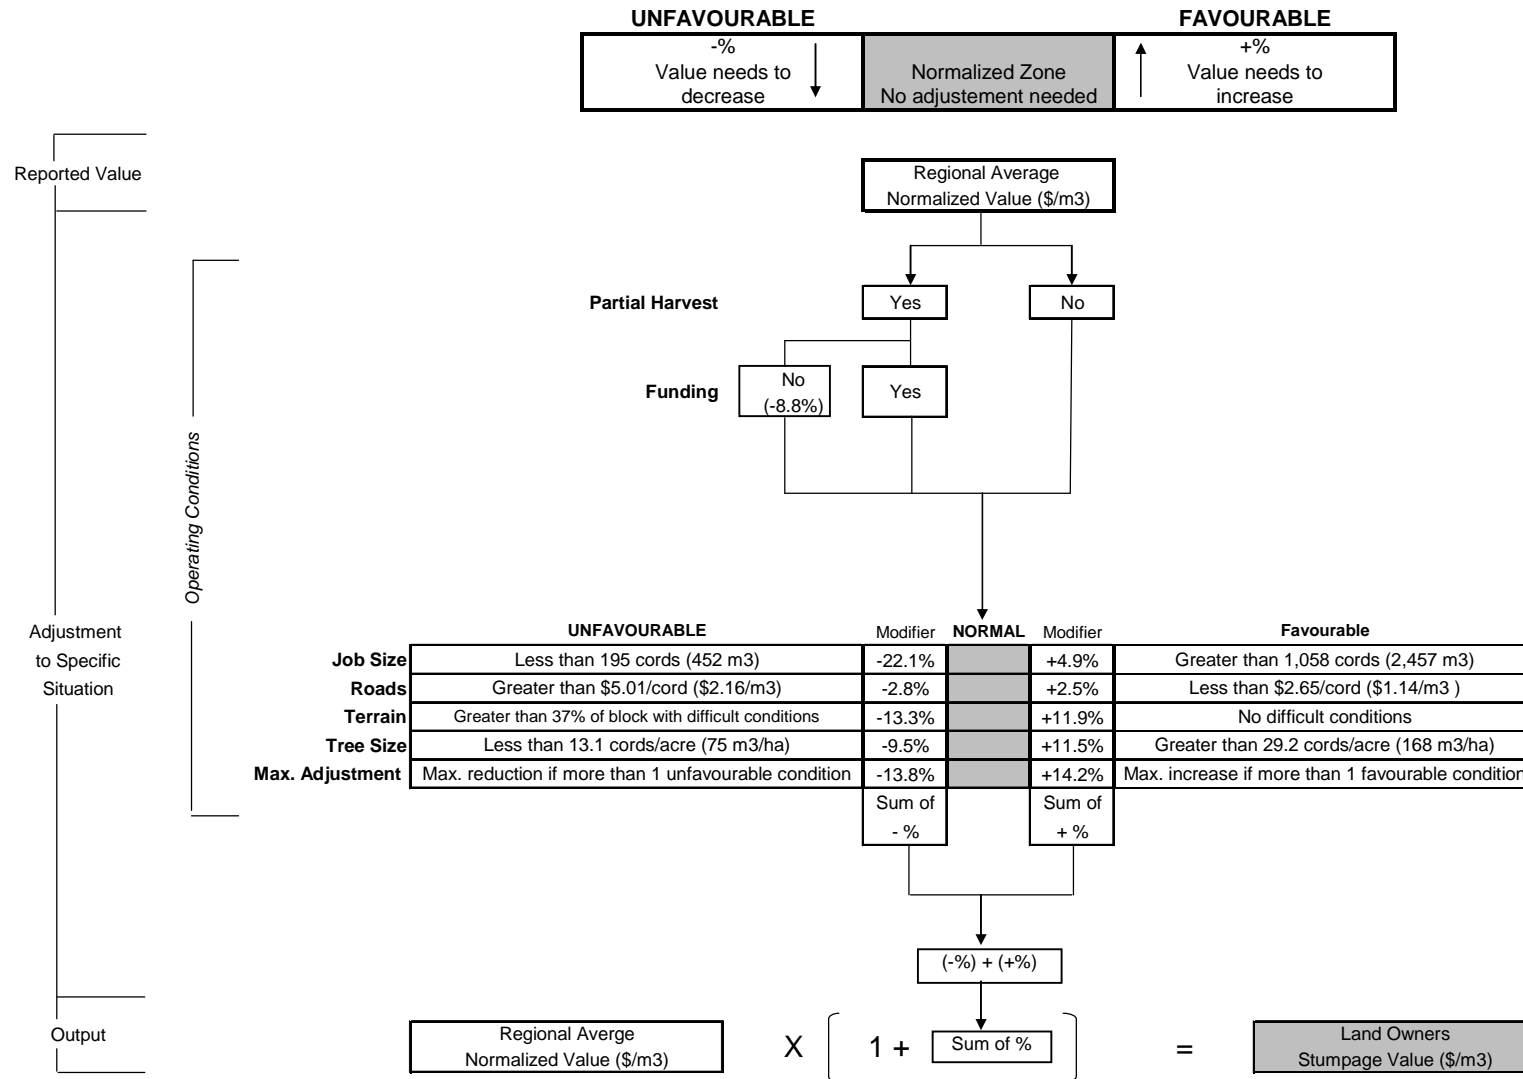 UNFAVOURABLE
FAVOURABLE
-%
Value needs to
decrease
Normalized Zone
No adjustement needed
+%
Value needs to
increase
Reported Value
Regional Average
Normalized Value ($/m3)
Partial Harvest
Yes
No
Funding
No
(-8.8%)
Yes
Operating Conditions
Adjustment
to Specific
Situation
UNFAVOURABLE Modifier NORMAL Modifier Favourable
Job Size Less than 195 cords (452 m3) -22.1% +4.9% Greater than 1,058 cords (2,457 m3)
Roads Greater than $5.01/cord ($2.16/m3) -2.8% +2.5% Less than $2.65/cord ($1.14/m3 )
Terrain Greater than 37% of block with difficult conditions -13.3% +11.9% No difficult conditions
Tree Size Less than 13.1 cords/acre (75 m3/ha) -9.5% +11.5% Greater than 29.2 cords/acre (168 m3/ha)
Max. Adjustment Max. reduction if more than 1 unfavourable condition -13.8% +14.2% Max. increase if more than 1 favourable condition
Sum of
- %
Sum of
+ %
(-%) + (+%)
Output
Regional Averge
Normalized Value ($/m3)
X
1 +
Sum of %
=
Land Owners
Stumpage Value ($/m3)